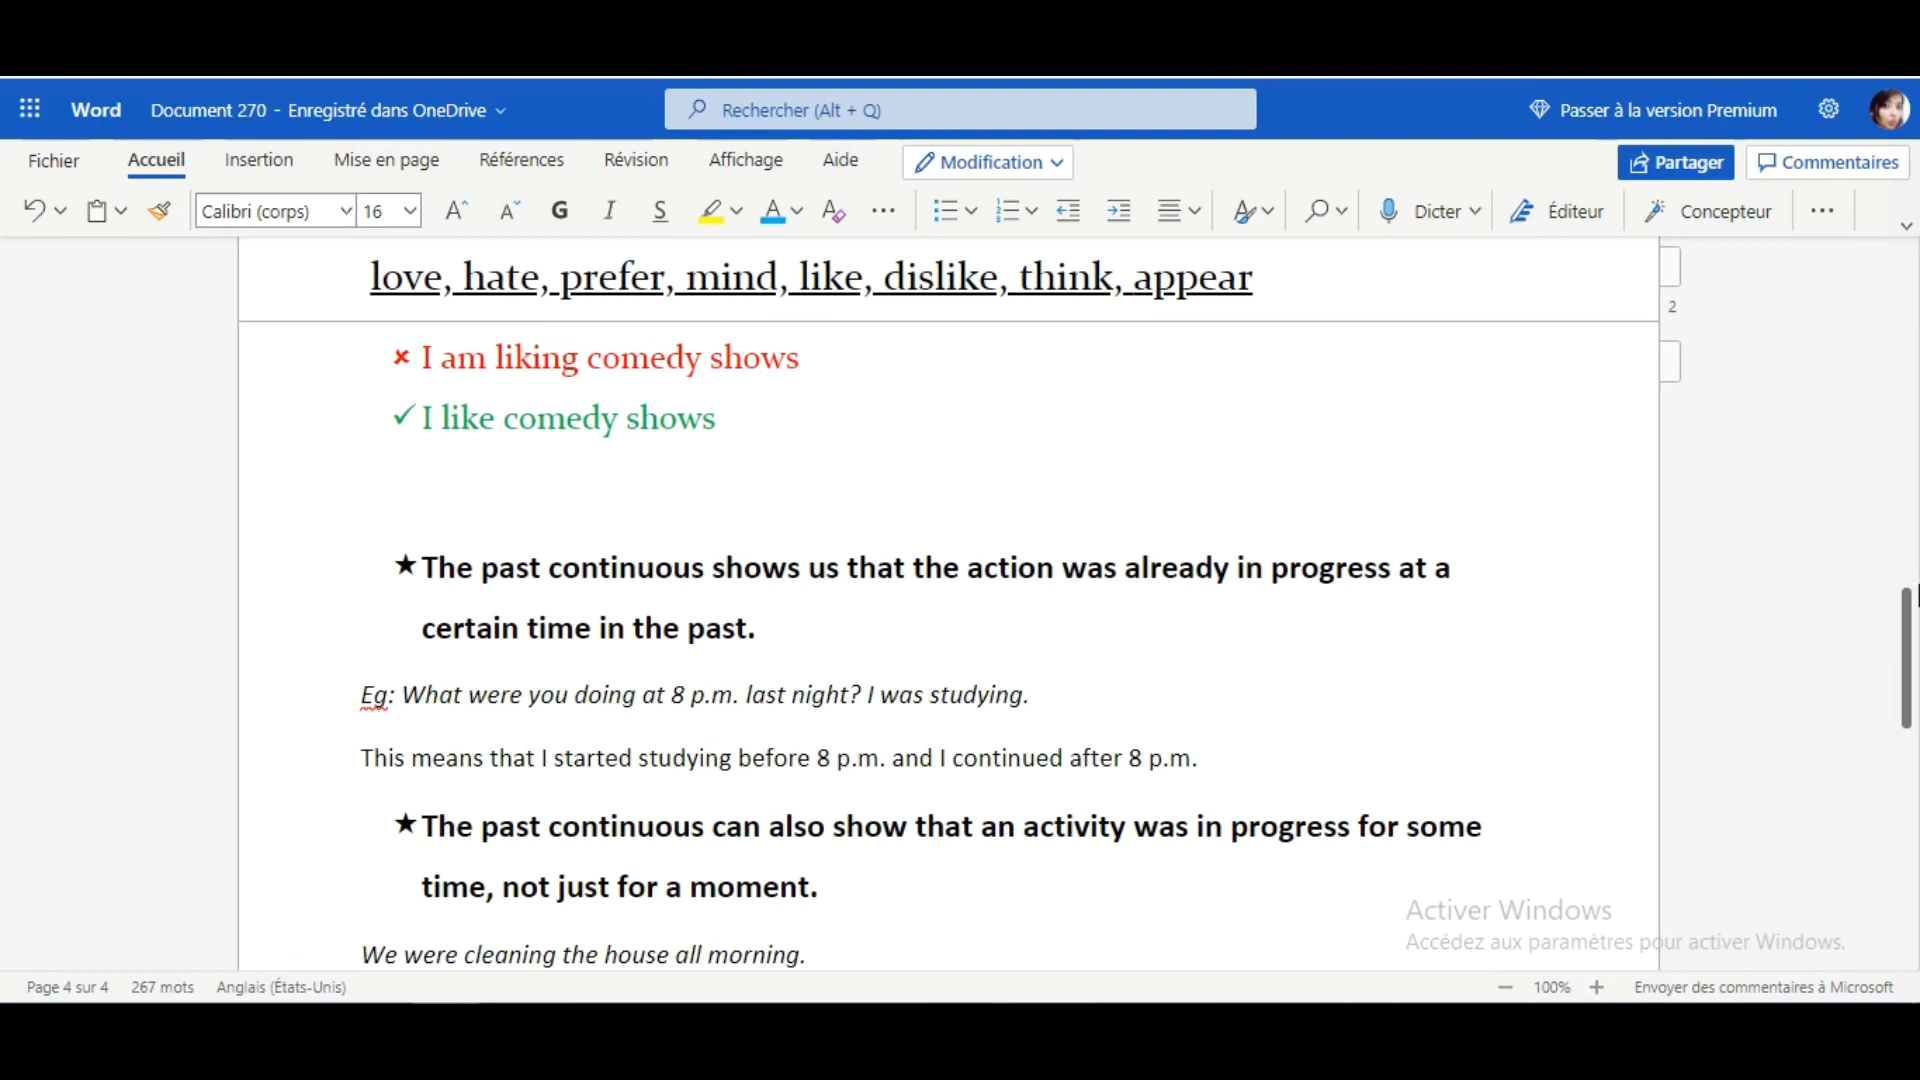 Word Document 270 - Enregistré dans OneDrive Rechercher (Alt + Q) Passer à la version Premium
Fichier Accueil Insertion Mise en page Références Révision Affichage Aide Modification Partager Commentaires
Calibri (corps) 16 G I S Dicter Éditeur Concepteur
love, hate, prefer, mind, like, dislike, think, appear
2
✘ I am liking comedy shows
✓ I like comedy shows
★ The past continuous shows us that the action was already in progress at a
certain time in the past.
Eg: What were you doing at 8 p.m. last night? I was studying.
This means that I started studying before 8 p.m. and I continued after 8 p.m.
★ The past continuous can also show that an activity was in progress for some
time, not just for a moment.
We were cleaning the house all morning.
Activer Windows
Accédez aux paramètres pour activer Windows.
Page 4 sur 4 267 mots Anglais (États-Unis) 100% Envoyer des commentaires à Microsoft